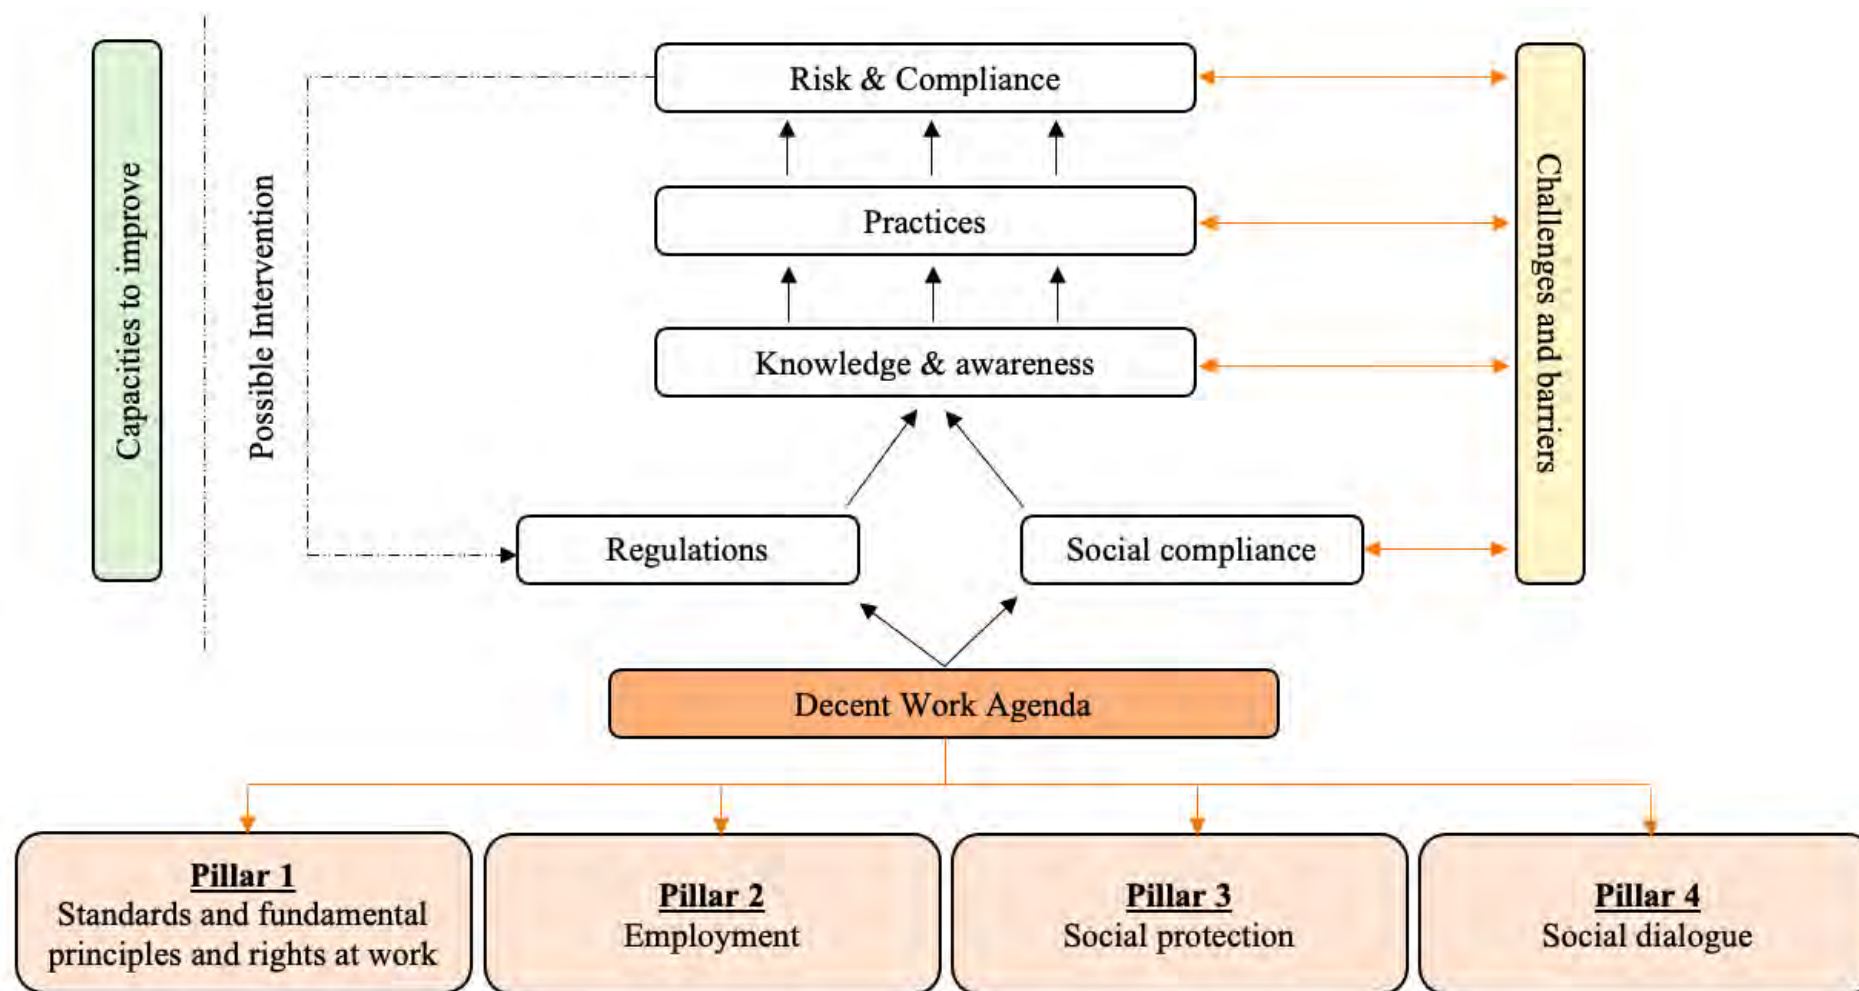 Capacities to improve
Possible Intervention
Risk & Compliance
Practices
Knowledge & awareness
Regulations
Social compliance
Challenges and barriers
Decent Work Agenda
Pillar 1
Standards and fundamental
principles and rights at work
Pillar 2
Employment
Pillar 3
Social protection
Pillar 4
Social dialogue